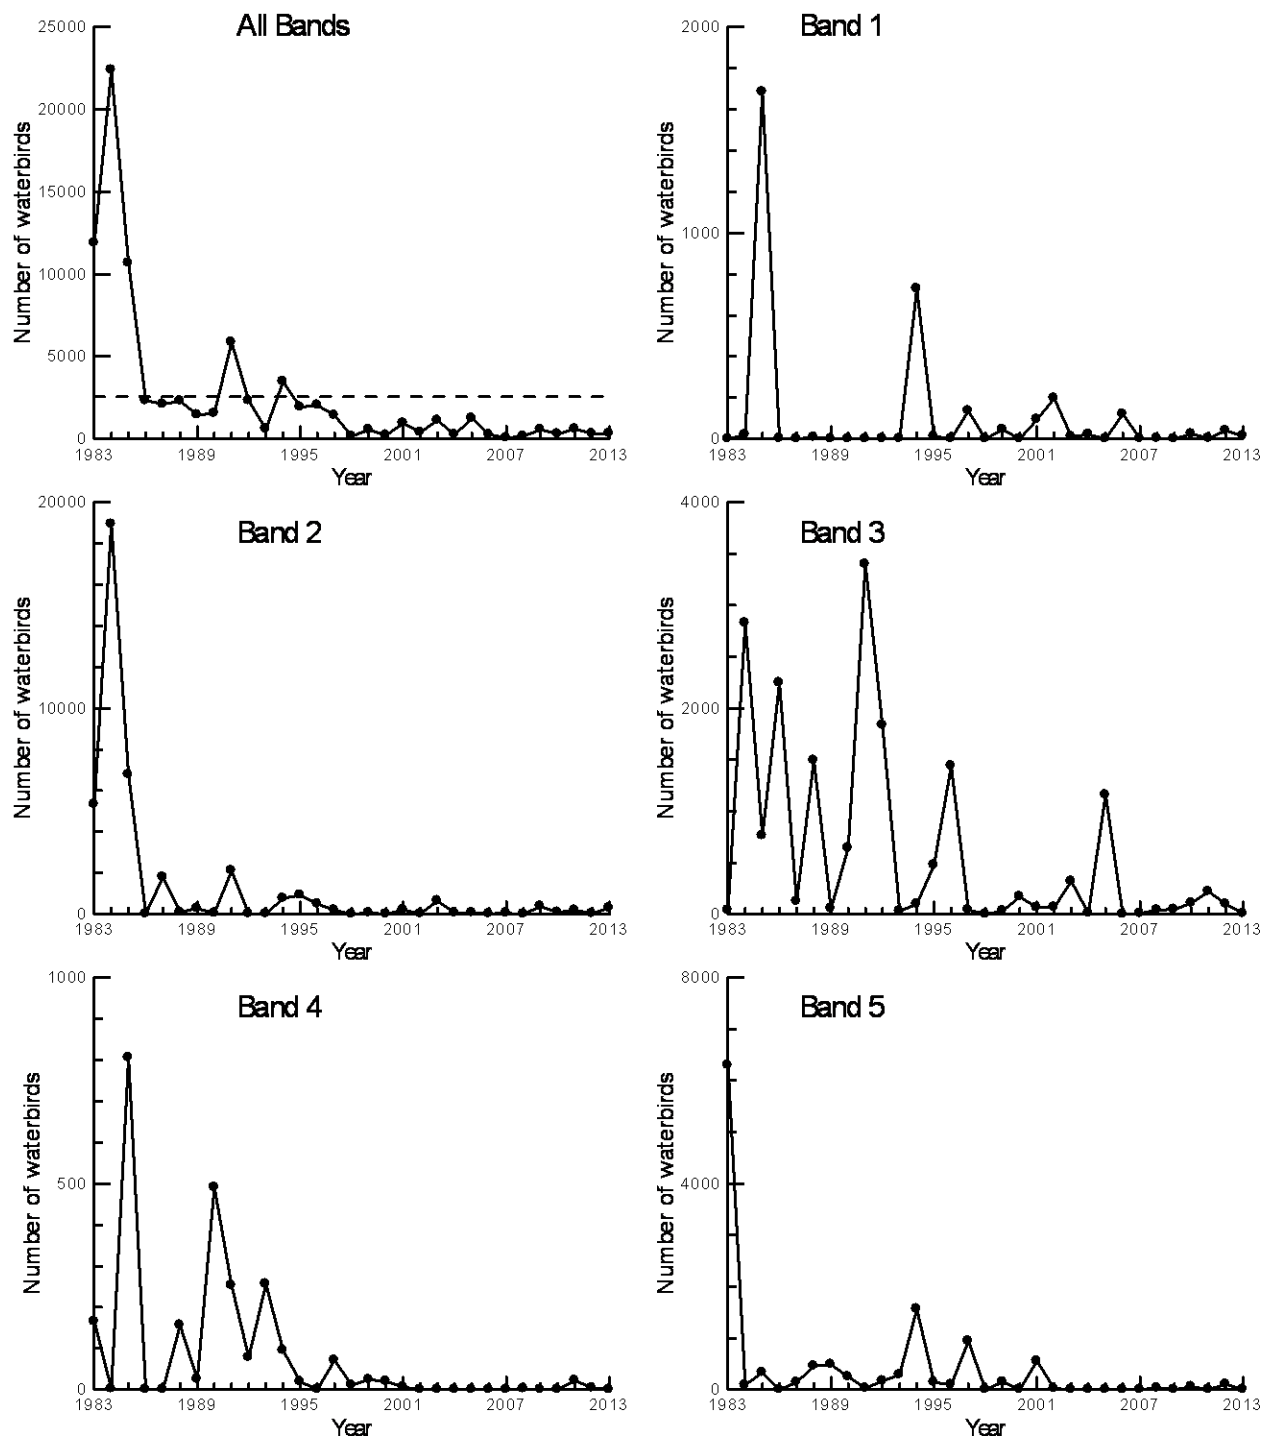 All Bands
25000
20000
15000
10000
5000
0
Number of waterbirds
1983 1989 1995 2001 2007 2013
Year
Band 1
2000
1000
0
Number of waterbirds
1983 1989 1995 2001 2007 2013
Year
Band 2
20000
10000
0
Number of waterbirds
1983 1989 1995 2001 2007 2013
Year
Band 3
4000
2000
0
Number of waterbirds
1983 1989 1995 2001 2007 2013
Year
Band 4
1000
500
0
Number of waterbirds
1983 1989 1995 2001 2007 2013
Year
Band 5
8000
4000
0
Number of waterbirds
1983 1989 1995 2001 2007 2013
Year